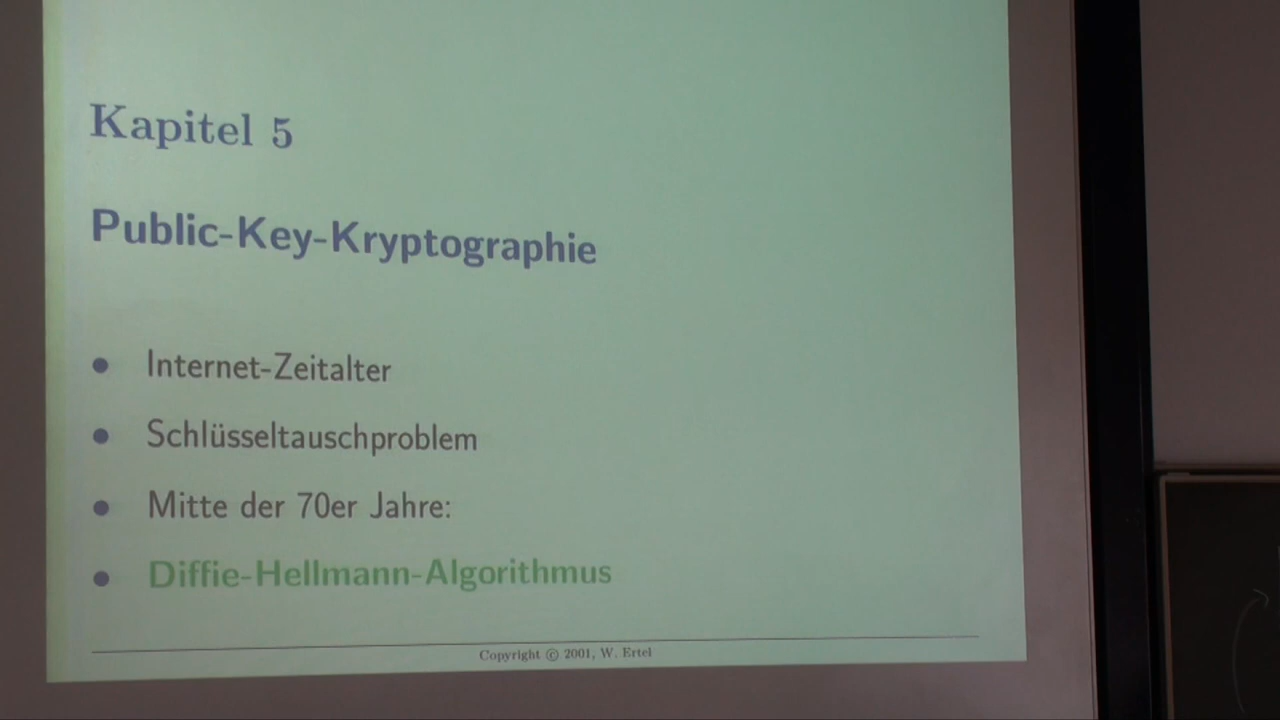 Kapitel 5
Public-Key-Kryptographie
• Internet-Zeitalter
• Schlüsseltauschproblem
• Mitte der 70er Jahre:
• Diffie-Hellmann-Algorithmus
Copyright © 2001, W. Ertel